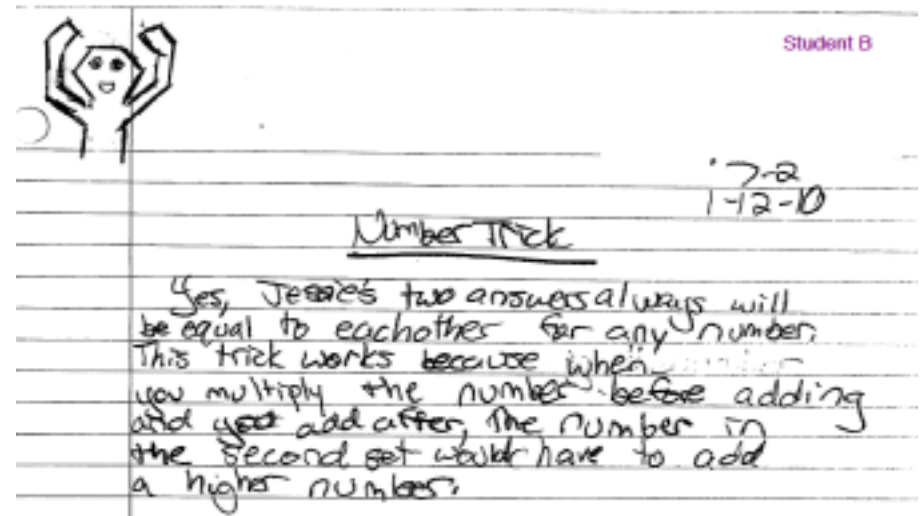 Student B
7-2
1-12-10
Number Trick
Yes, Jessie's two answers always will
be equal to eachother for any number.
This trick works because when
you multiply the number before adding
and you add after, the number in
the second set would have to add
a higher number.